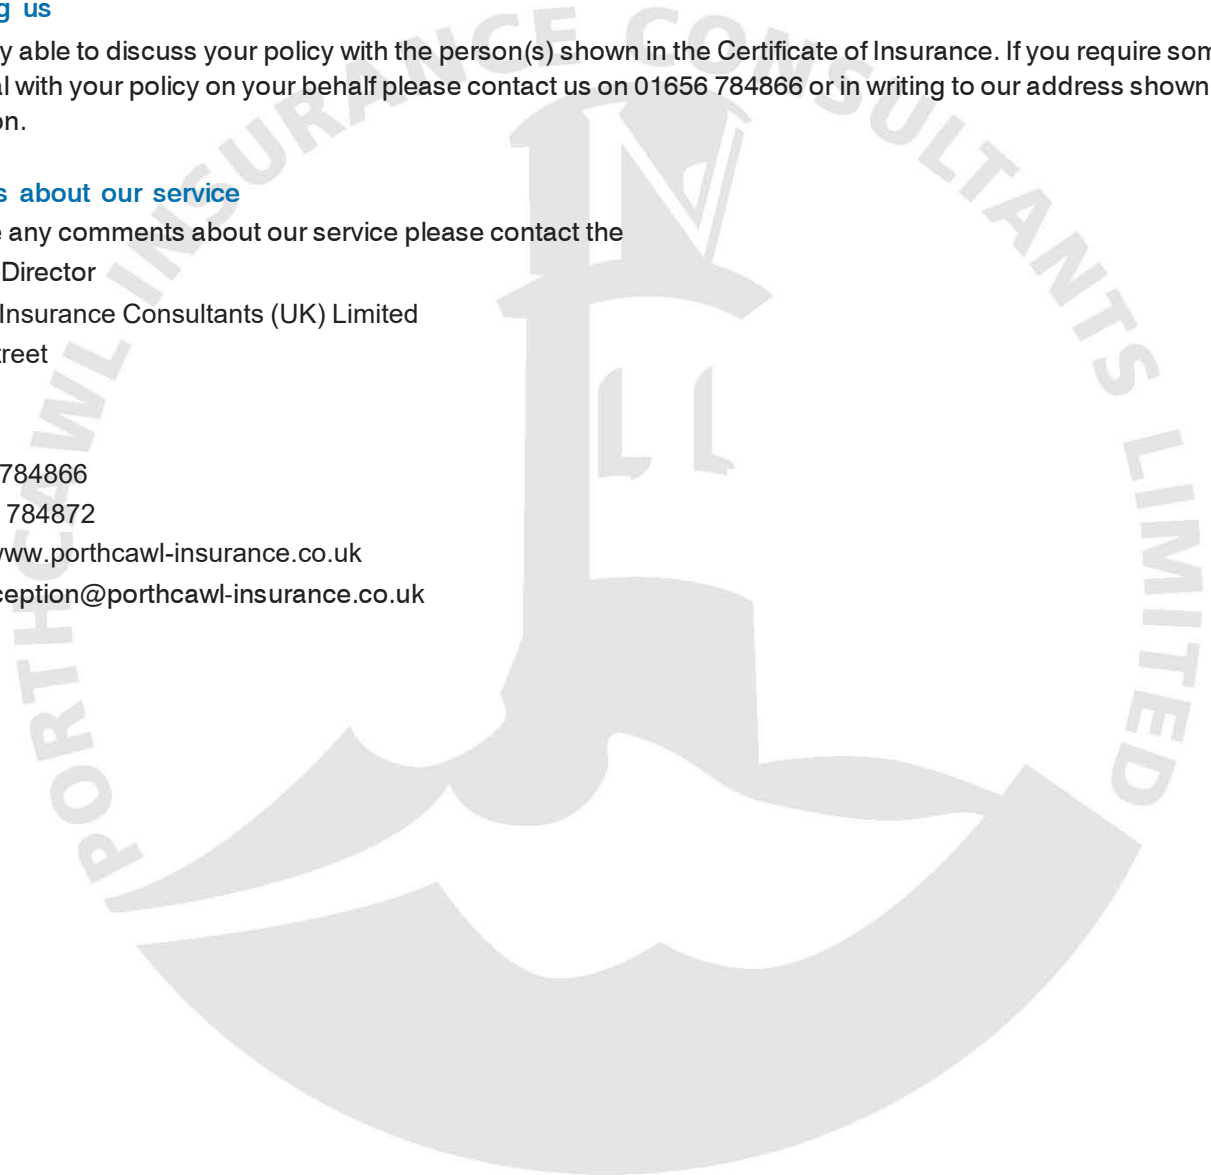 g us
y able to discuss your policy with the person(s) shown in the Certificate of Insurance. If you require som
al with your policy on your behalf please contact us on 01656 784866 or in writing to our address shown
on.
s about our service
e any comments about our service please contact the
Director
Insurance Consultants (UK) Limited
treet
784866
784872
www.porthcawl-insurance.co.uk
ception@porthcawl-insurance.co.uk
PORTHCAWL INSURANCE CONSULTANTS LIMITED